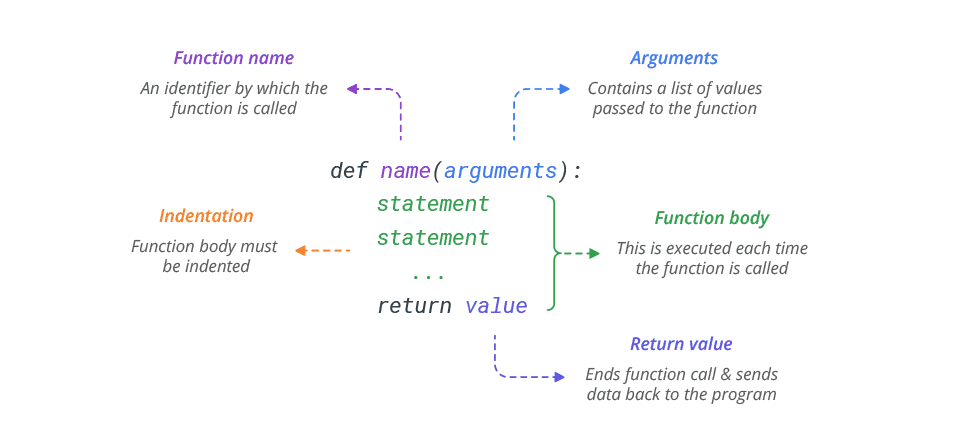 Function name
An identifier by which the
function is called
Arguments
Contains a list of values
passed to the function
def name(arguments):
statement
statement
...
return value
Indentation
Function body must
be indented
Function body
This is executed each time
the function is called
Return value
Ends function call & sends
data back to the program